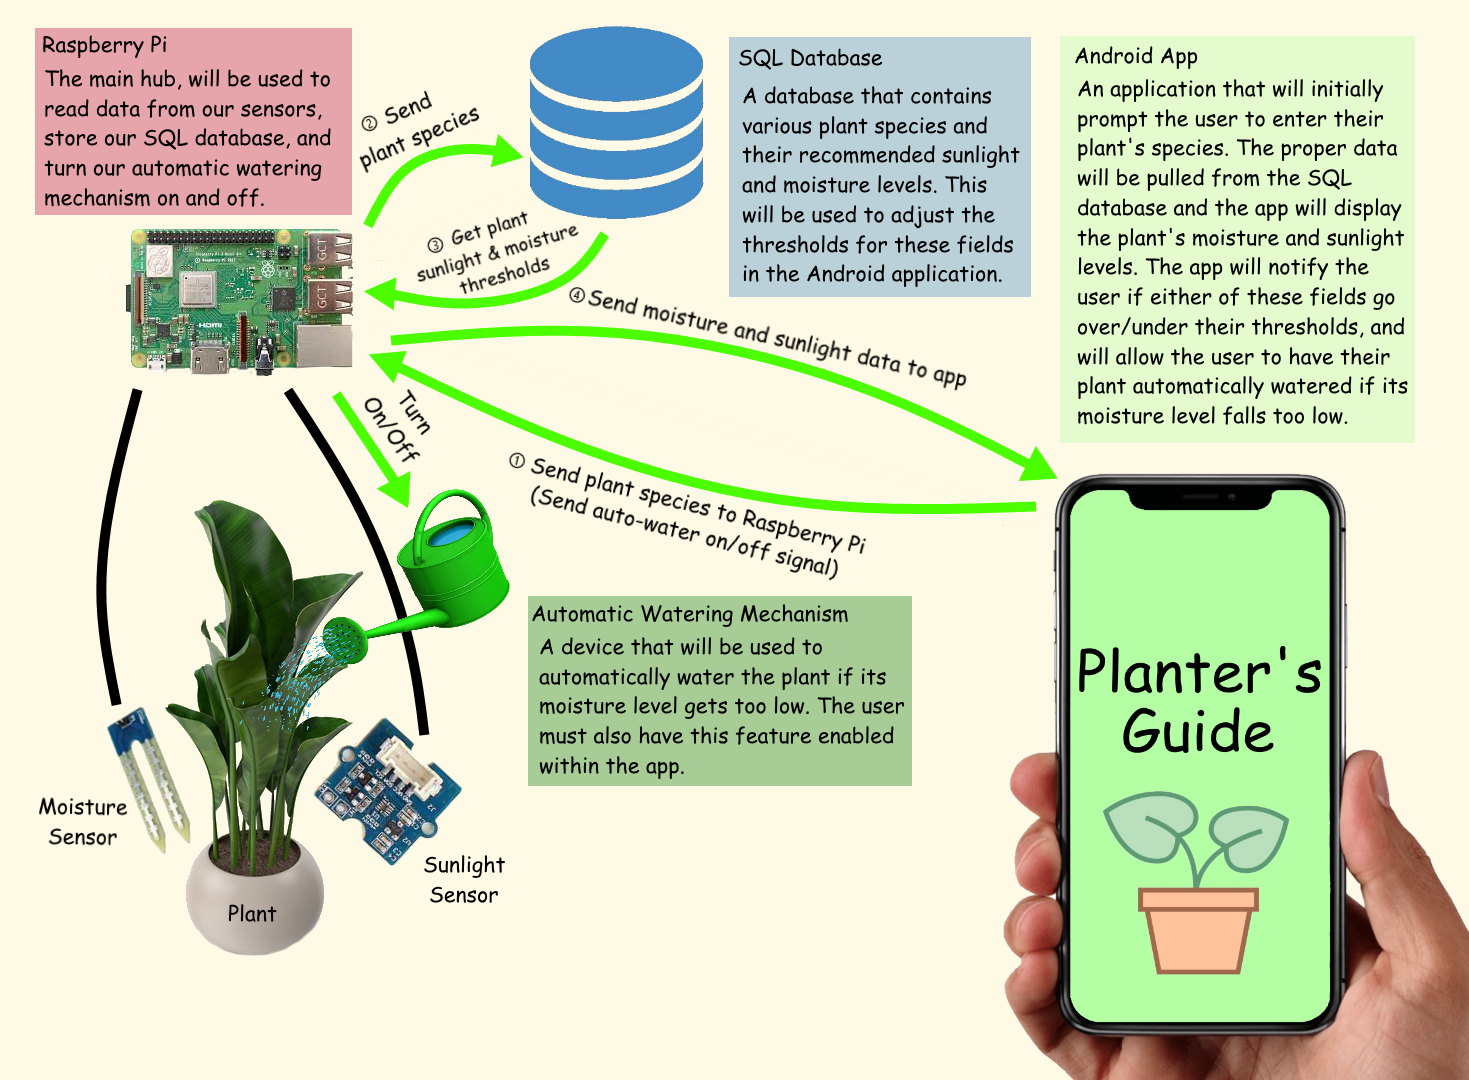 Raspberry Pi
The main hub, will be used to
read data from our sensors,
store our SQL database, and
turn our automatic watering
mechanism on and off.
② Send
plant species
③ Get plant
sunlight & moisture
thresholds
SQL Database
A database that contains
various plant species and
their recommended sunlight
and moisture levels. This
will be used to adjust the
thresholds for these fields
in the Android application.
Android App
An application that will initially
prompt the user to enter their
plant's species. The proper data
will be pulled from the SQL
database and the app will display
the plant's moisture and sunlight
levels. The app will notify the
user if either of these fields go
over/under their thresholds, and
will allow the user to have their
plant automatically watered if its
moisture level falls too low.
④ Send moisture and sunlight data to app
① Send plant species to Raspberry Pi
(Send auto-water on/off signal)
Turn
On/Off
HDMI
GCT
GCT
Automatic Watering Mechanism
A device that will be used to
automatically water the plant if its
moisture level gets too low. The user
must also have this feature enabled
within the app.
Moisture
Sensor
Plant
Sunlight
Sensor
Planter's
Guide